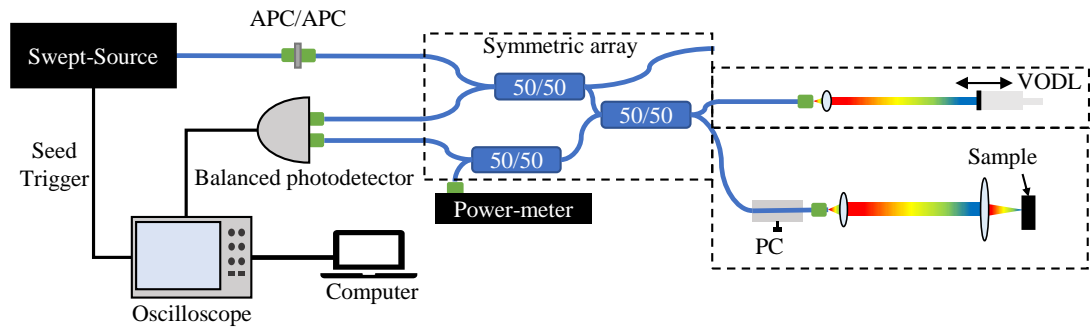 APC/APC
Swept-Source
Symmetric array
50/50
VODL
50/50
Seed
Trigger
Balanced photodetector
50/50
Sample
Power-meter
PC
Computer
Oscilloscope